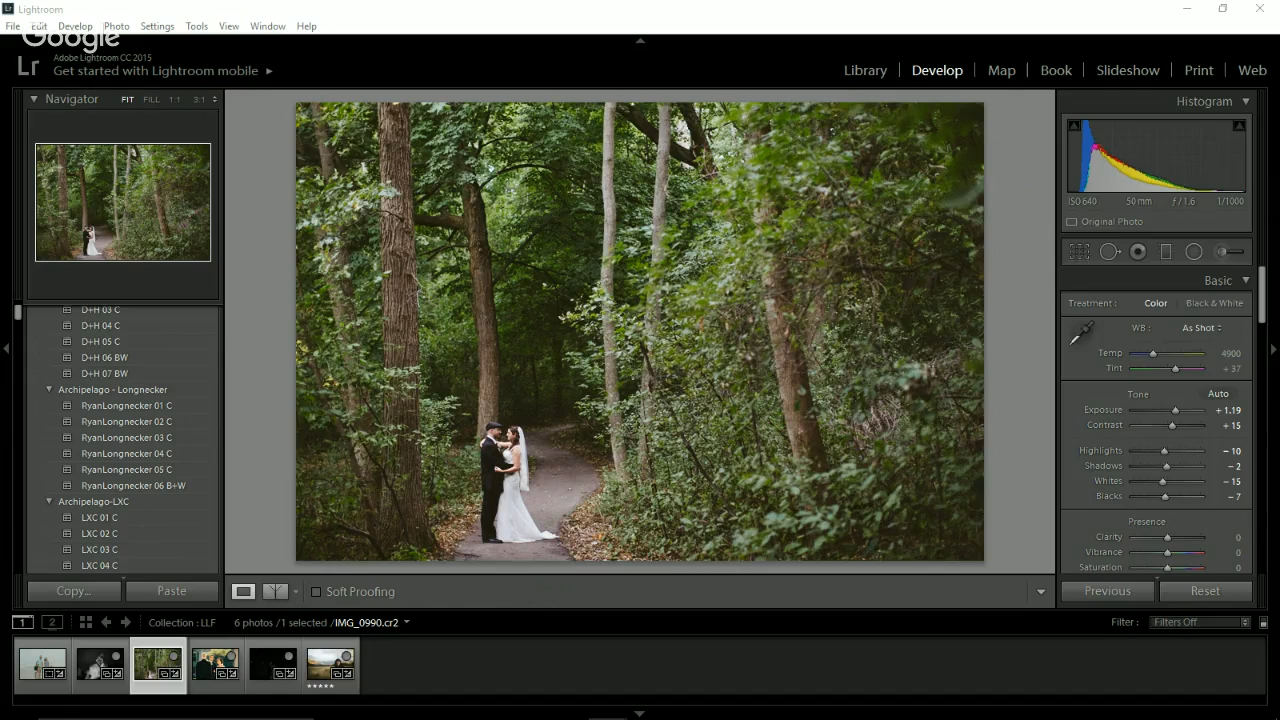 Lr Lightroom
File Edit Develop Photo Settings Tools View Window Help
Google
Lr Adobe Lightroom CC 2015
Get started with Lightroom mobile
Library Develop Map Book Slideshow Print Web
Navigator FIT FILL 1:1 3:1
D+H 03 C
D+H 04 C
D+H 05 C
D+H 06 BW
D+H 07 BW
Archipelago - Longnecker
RyanLongnecker 01 C
RyanLongnecker 02 C
RyanLongnecker 03 C
RyanLongnecker 04 C
RyanLongnecker 05 C
RyanLongnecker 06 B+W
Archipelago-LXC
LXC 01 C
LXC 02 C
LXC 03 C
LXC 04 C
Copy... Paste
Soft Proofing
Histogram
ISO 640 50 mm ƒ / 1.6 1/1000
Original Photo
Basic
Treatment : Color Black & White
WB : As Shot
Temp 4900
Tint + 37
Tone Auto
Exposure + 1.19
Contrast + 15
Highlights − 10
Shadows − 2
Whites − 15
Blacks − 7
Presence
Clarity 0
Vibrance 0
Saturation 0
Previous Reset
1 2 Collection : LLF 6 photos / 1 selected / IMG_0990.cr2 Filter : Filters Off
★★★★★